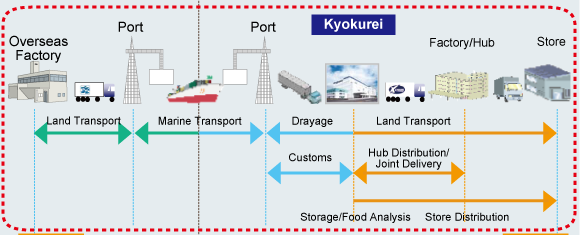 Kyokurei
Port
Port
Overseas
Factory
Factory/Hub
Store
Land Transport
Marine Transport
Drayage
Land Transport
Customs
Hub Distribution/
Joint Delivery
Storage/Food Analysis
Store Distribution